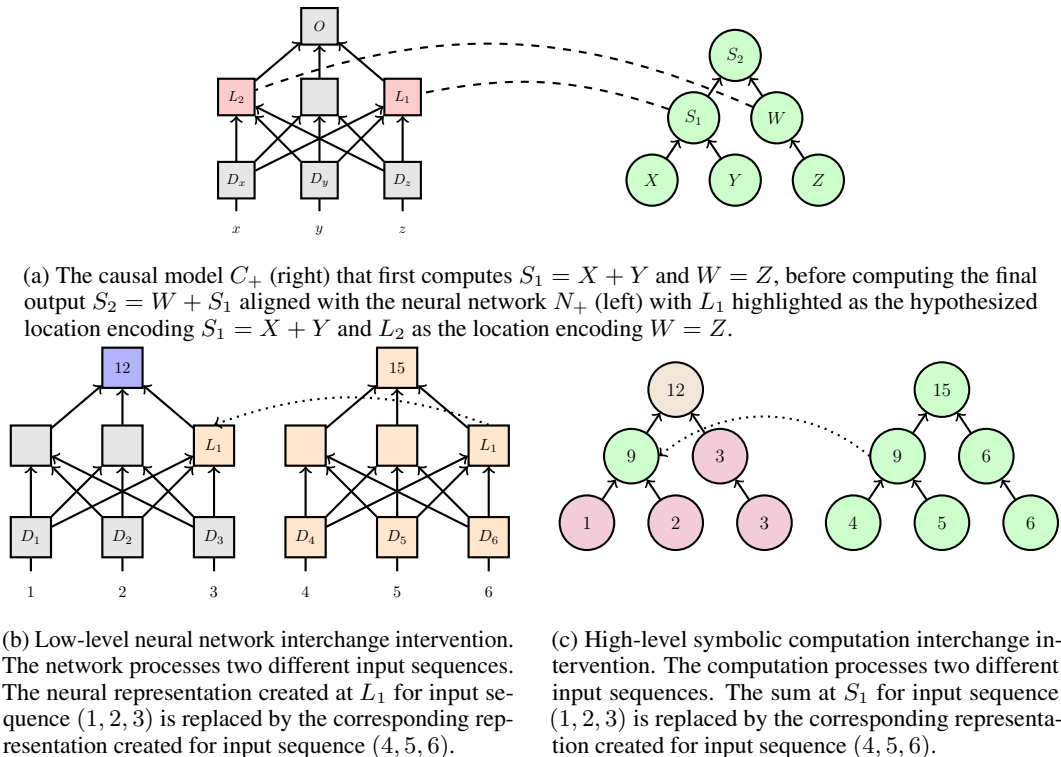 O
L₂ L₁ S₂
S₁ W
Dₓ Dᵧ D_z X Y Z
x y z
(a) The causal model C₊ (right) that first computes S₁ = X + Y and W = Z, before computing the final
output S₂ = W + S₁ aligned with the neural network N₊ (left) with L₁ highlighted as the hypothesized
location encoding S₁ = X + Y and L₂ as the location encoding W = Z.
12 15
L₁ L₁
D₁ D₂ D₃ D₄ D₅ D₆
1 2 3 4 5 6
12 15
9 3 9 6
1 2 3 4 5 6
(b) Low-level neural network interchange intervention.
The network processes two different input sequences.
The neural representation created at L₁ for input se-
quence (1, 2, 3) is replaced by the corresponding rep-
resentation created for input sequence (4, 5, 6).
(c) High-level symbolic computation interchange in-
tervention. The computation processes two different
input sequences. The sum at S₁ for input sequence
(1, 2, 3) is replaced by the corresponding representa-
tion created for input sequence (4, 5, 6).